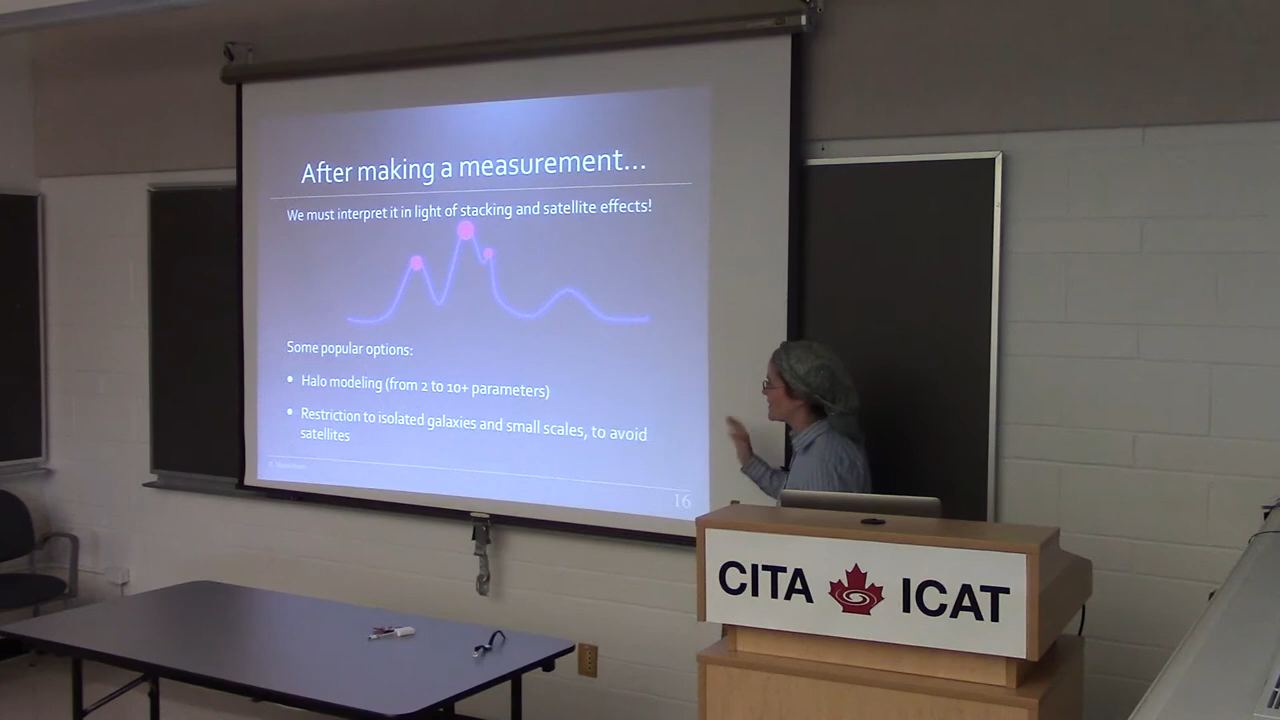 After making a measurement...
We must interpret it in light of stacking and satellite effects!
Some popular options:
• Halo modeling (from 2 to 10+ parameters)
• Restriction to isolated galaxies and small scales, to avoid
satellites
16
CITA ICAT